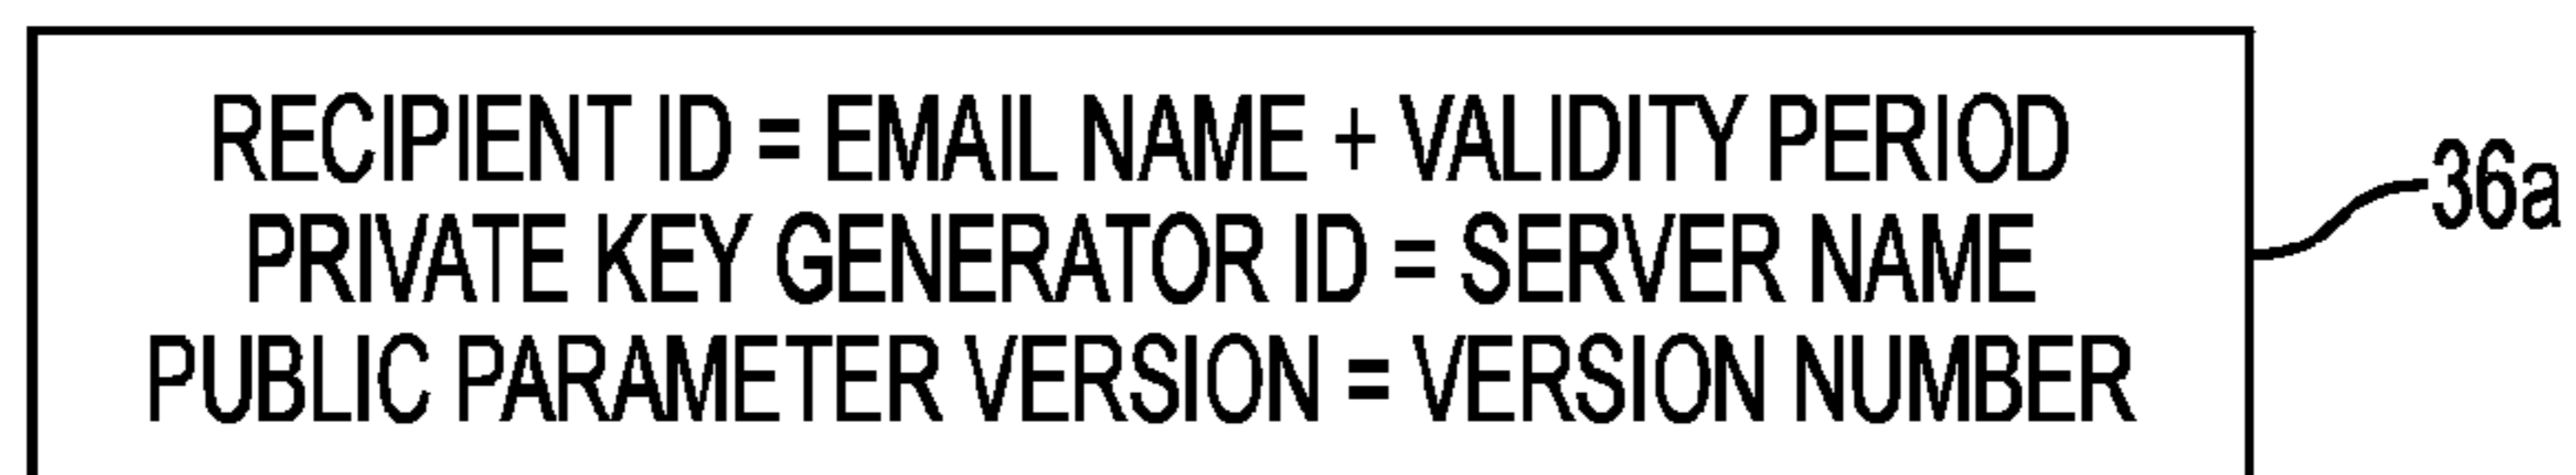 RECIPIENT ID = EMAIL NAME + VALIDITY PERIOD
PRIVATE KEY GENERATOR ID = SERVER NAME
PUBLIC PARAMETER VERSION = VERSION NUMBER
36a